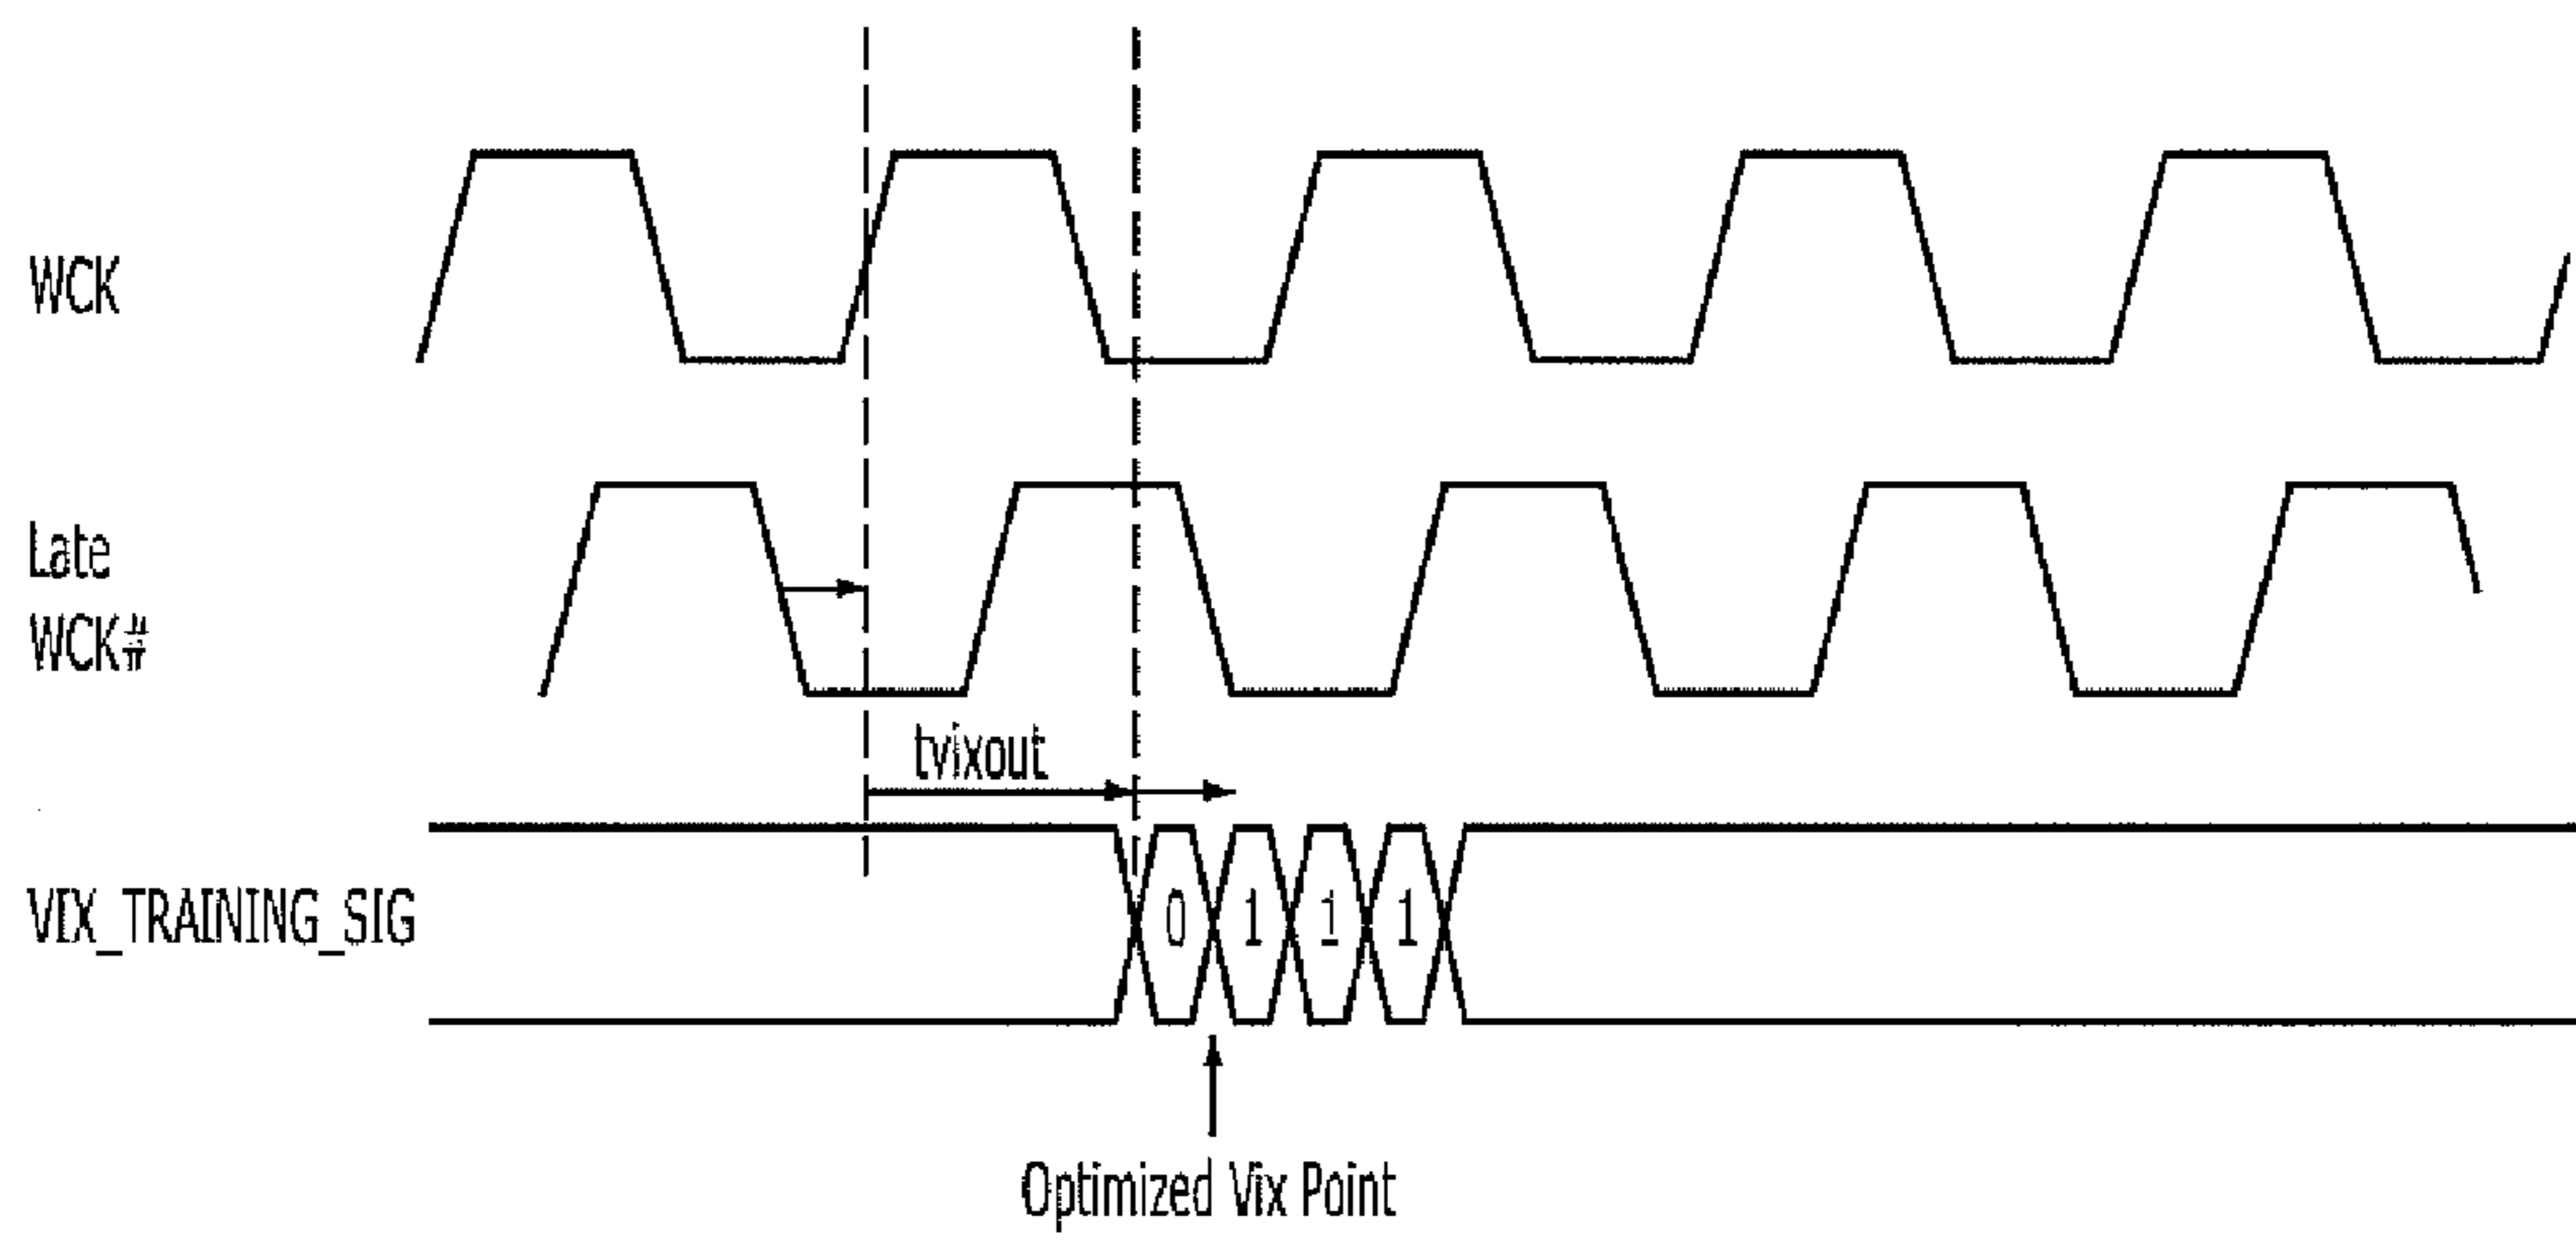 WCK
Late
WCK#
tvixout
VIX_TRAINING_SIG
0 1 1 1
Optimized Vix Point